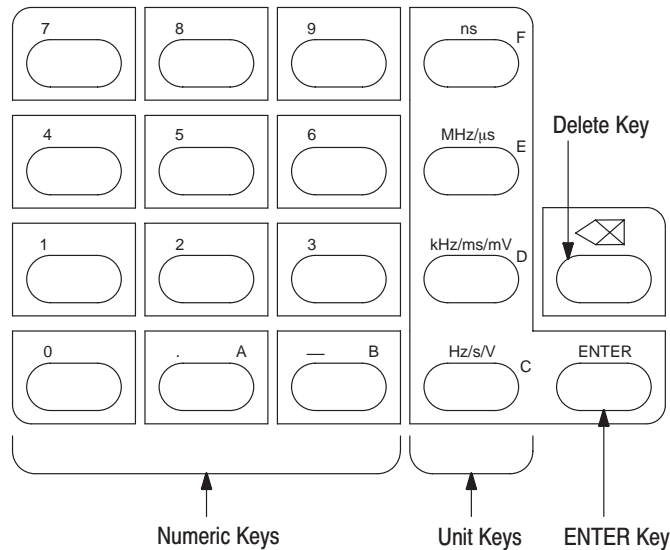 7 8 9 ns F
4 5 6 MHz/μs E
Delete Key
1 2 3 kHz/ms/mV D
0 . A — B Hz/s/V C ENTER
Numeric Keys Unit Keys ENTER Key